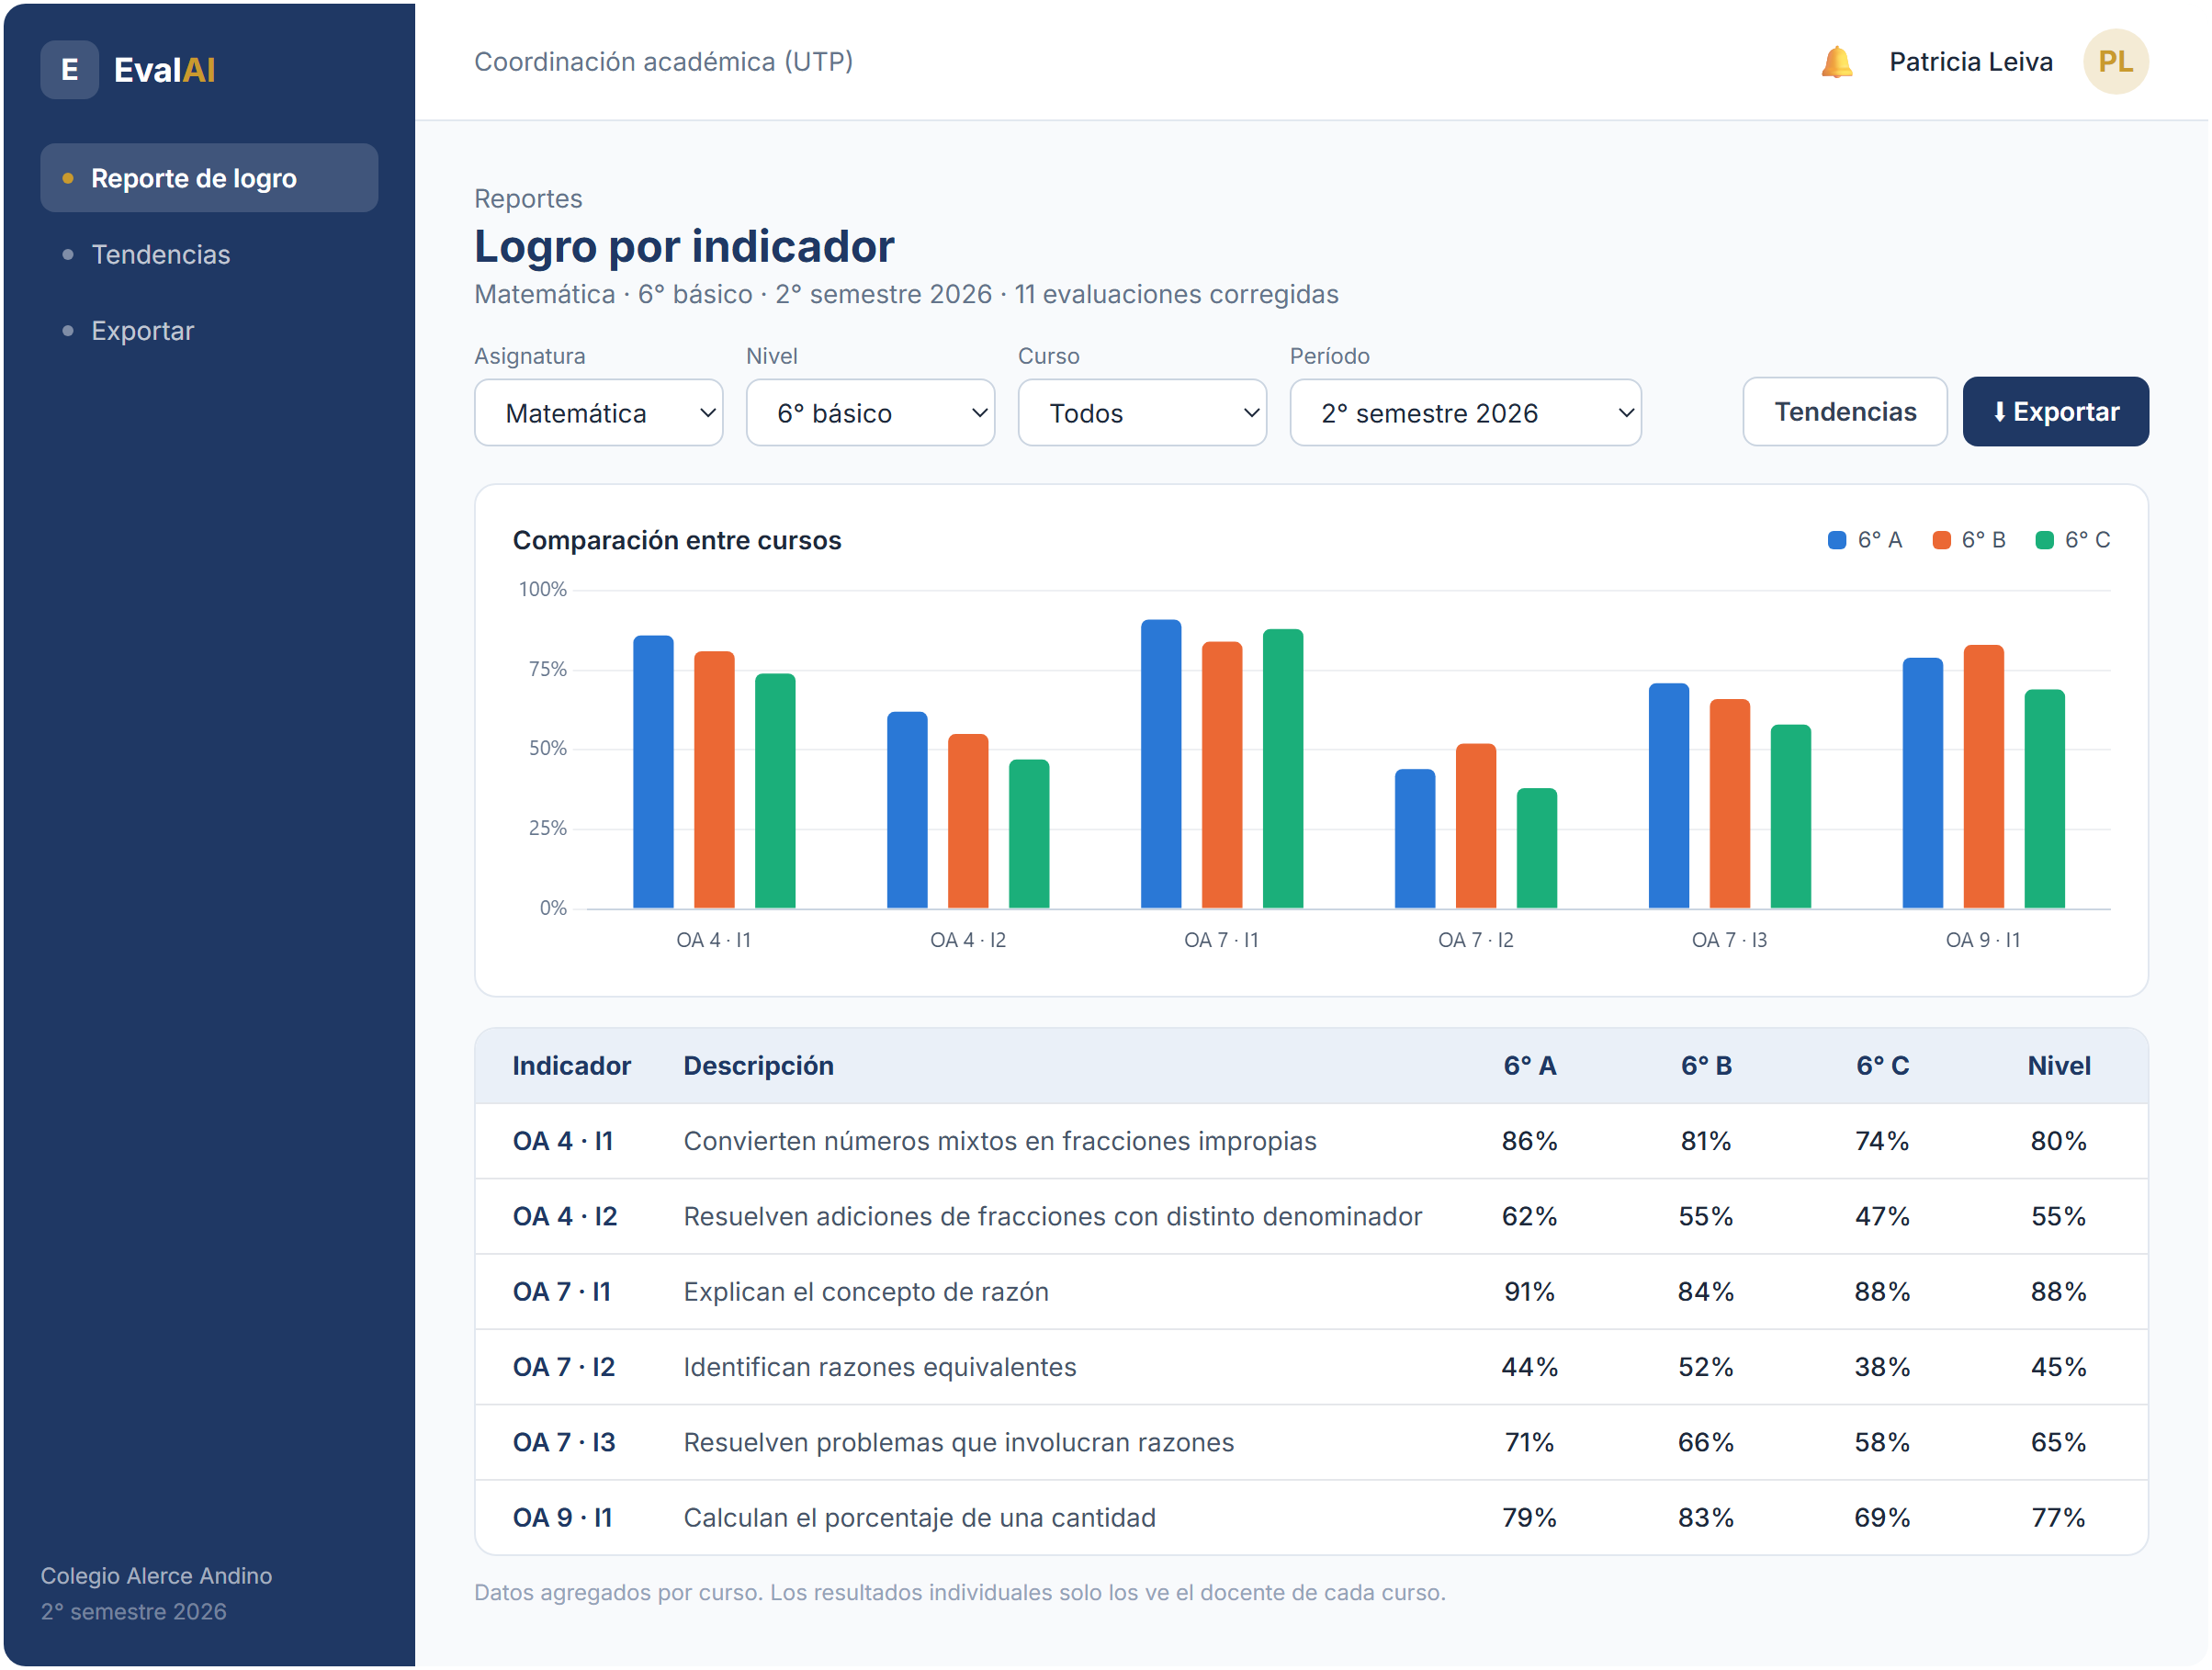 E EvalAI
Reporte de logro
Tendencias
Exportar
Colegio Alerce Andino
2° semestre 2026
Coordinación académica (UTP)
Patricia Leiva PL
Reportes
Logro por indicador
Matemática · 6° básico · 2° semestre 2026 · 11 evaluaciones corregidas
Asignatura Nivel Curso Período
Matemática 6° básico Todos 2° semestre 2026 Tendencias ⬇ Exportar
Comparación entre cursos 6° A 6° B 6° C
100%
75%
50%
25%
0%
OA 4 · I1 OA 4 · I2 OA 7 · I1 OA 7 · I2 OA 7 · I3 OA 9 · I1
Indicador Descripción 6° A 6° B 6° C Nivel
OA 4 · I1 Convierten números mixtos en fracciones impropias 86% 81% 74% 80%
OA 4 · I2 Resuelven adiciones de fracciones con distinto denominador 62% 55% 47% 55%
OA 7 · I1 Explican el concepto de razón 91% 84% 88% 88%
OA 7 · I2 Identifican razones equivalentes 44% 52% 38% 45%
OA 7 · I3 Resuelven problemas que involucran razones 71% 66% 58% 65%
OA 9 · I1 Calculan el porcentaje de una cantidad 79% 83% 69% 77%
Datos agregados por curso. Los resultados individuales solo los ve el docente de cada curso.